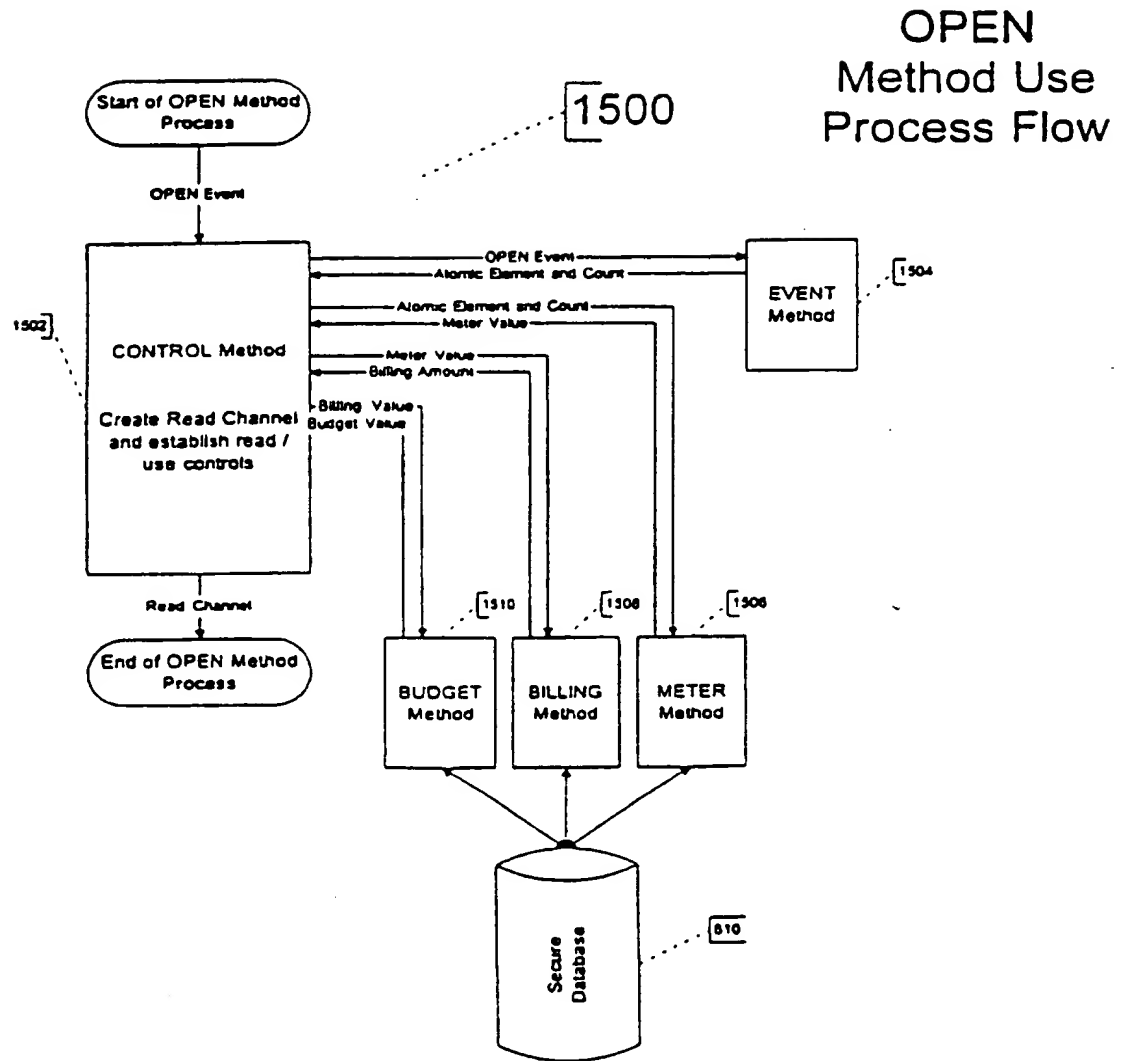 OPEN
Method Use
Process Flow
Start of OPEN Method
Process
1500
OPEN Event
OPEN Event
Atomic Element and Count
EVENT
Method
1504
1502
CONTROL Method
Create Read Channel
and establish read /
use controls
Atomic Element and Count
Meter Value
Meter Value
Billing Amount
Billing Value
Budget Value
Read Channel
End of OPEN Method
Process
1510
1508
1506
BUDGET
Method
BILLING
Method
METER
Method
Secure
Database
610